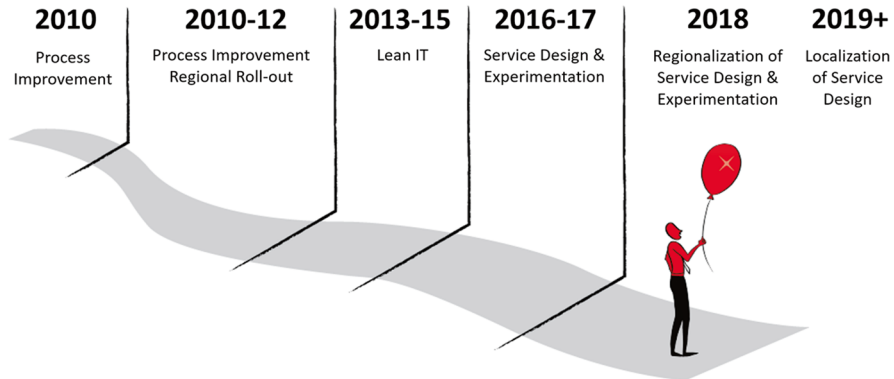 2010
Process
Improvement
2010-12
Process Improvement
Regional Roll-out
2013-15
Lean IT
2016-17
Service Design &
Experimentation
2018
Regionalization of
Service Design &
Experimentation
2019+
Localization
of Service
Design